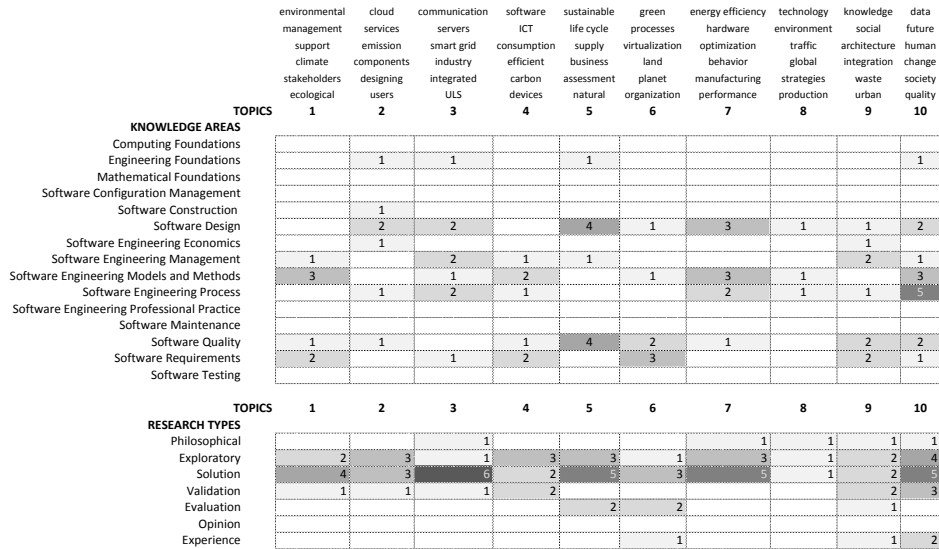 environmental cloud communication software sustainable green energy efficiency technology knowledge data
management services servers ICT life cycle processes hardware environment social future
support emission smart grid consumption supply virtualization optimization traffic architecture human
climate components industry efficient business land behavior global integration change
stakeholders designing integrated carbon assessment planet manufacturing strategies waste society
ecological users ULS devices natural organization performance production urban quality
TOPICS 1 2 3 4 5 6 7 8 9 10
KNOWLEDGE AREAS
Computing Foundations
Engineering Foundations 1 1 1 1
Mathematical Foundations
Software Configuration Management
Software Construction 1
Software Design 2 2 4 1 3 1 1 2
Software Engineering Economics 1 1
Software Engineering Management 1 2 1 1 2 1
Software Engineering Models and Methods 3 1 2 1 3 1 3
Software Engineering Process 1 2 1 2 1 1 5
Software Engineering Professional Practice
Software Maintenance
Software Quality 1 1 1 4 2 1 2 2
Software Requirements 2 1 2 3 2 1
Software Testing
TOPICS 1 2 3 4 5 6 7 8 9 10
RESEARCH TYPES
Philosophical 1 1 1 1 1
Exploratory 2 3 1 3 3 1 3 1 2 4
Solution 4 3 6 2 5 3 5 1 2 5
Validation 1 1 1 2 2 3
Evaluation 2 2 1
Opinion
Experience 1 1 2